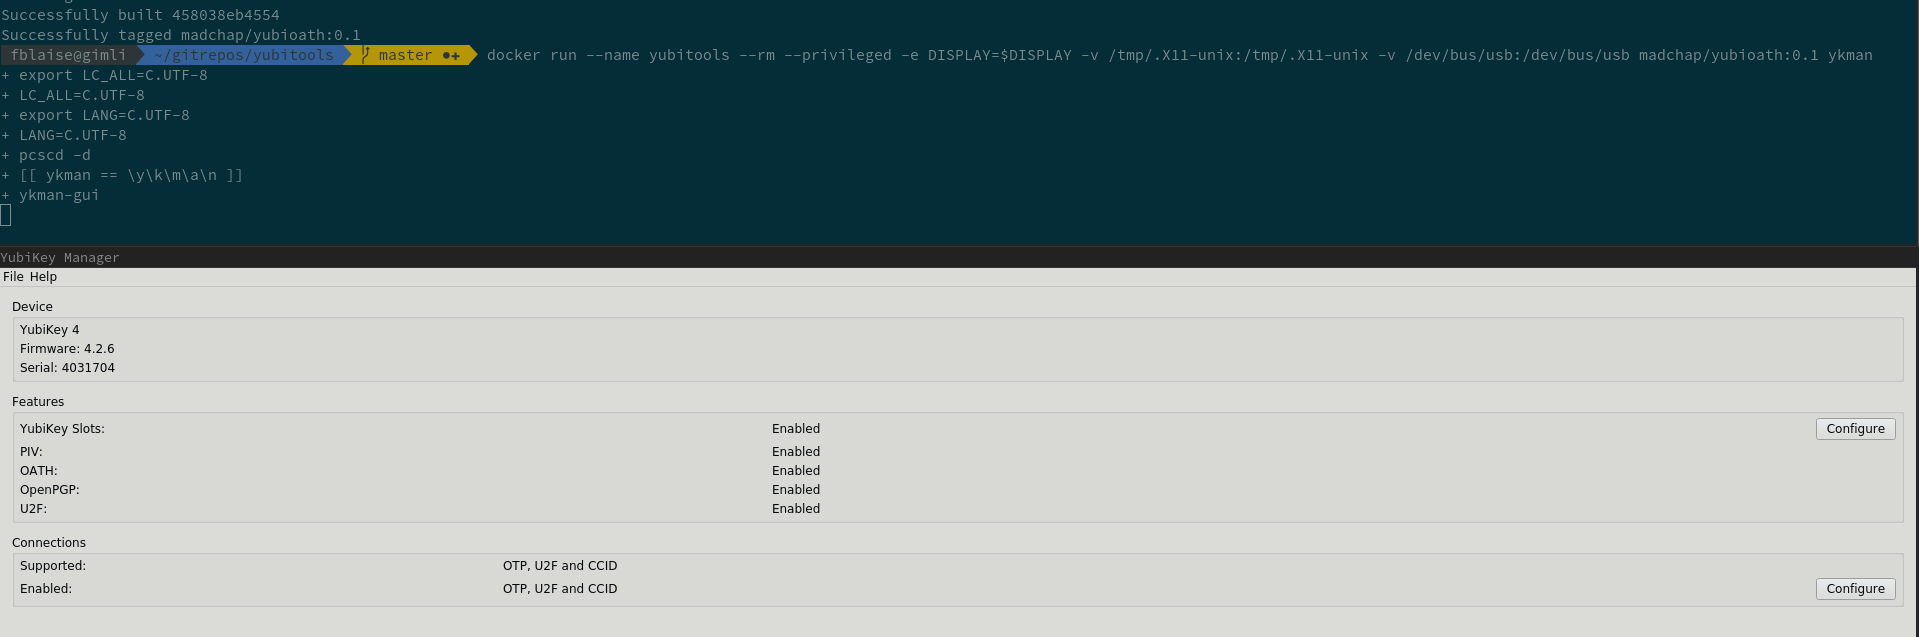 Successfully built 458038eb4554
Successfully tagged madchap/yubioath:0.1
fblaise@gimli ~/gitrepos/yubitools master ●✚ docker run --name yubitools --rm --privileged -e DISPLAY=$DISPLAY -v /tmp/.X11-unix:/tmp/.X11-unix -v /dev/bus/usb:/dev/bus/usb madchap/yubioath:0.1 ykman
+ export LC_ALL=C.UTF-8
+ LC_ALL=C.UTF-8
+ export LANG=C.UTF-8
+ LANG=C.UTF-8
+ pcscd -d
+ [[ ykman == \y\k\m\a\n ]]
+ ykman-gui
YubiKey Manager
File Help
Device
YubiKey 4
Firmware: 4.2.6
Serial: 4031704
Features
YubiKey Slots: Enabled Configure
PIV: Enabled
OATH: Enabled
OpenPGP: Enabled
U2F: Enabled
Connections
Supported: OTP, U2F and CCID
Enabled: OTP, U2F and CCID Configure